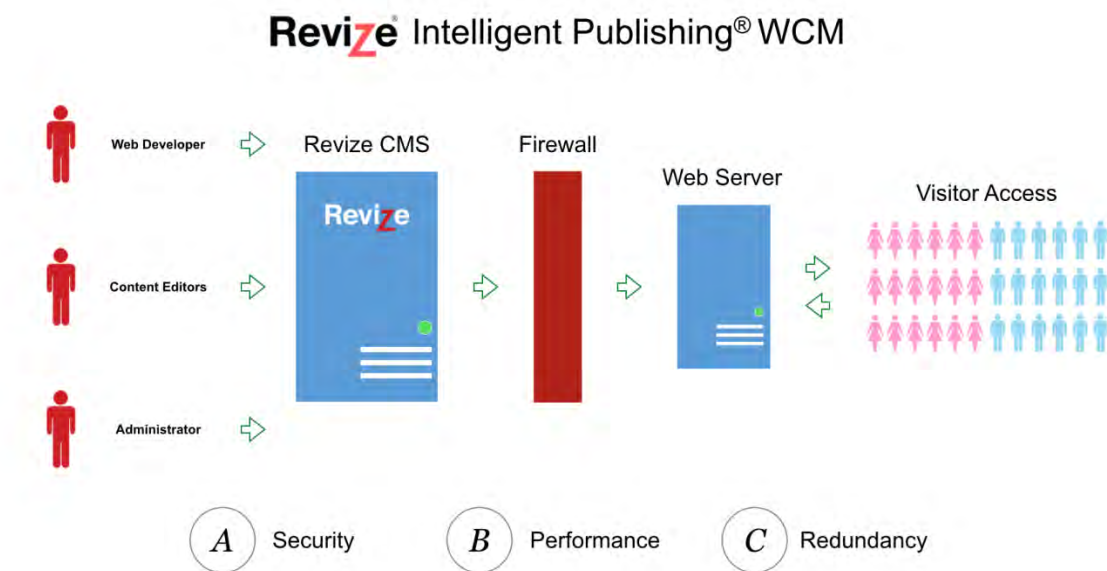 Revize® Intelligent Publishing® WCM
Web Developer
Revize CMS
Firewall
Web Server
Visitor Access
Revize
Content Editors
Administrator
A Security
B Performance
C Redundancy